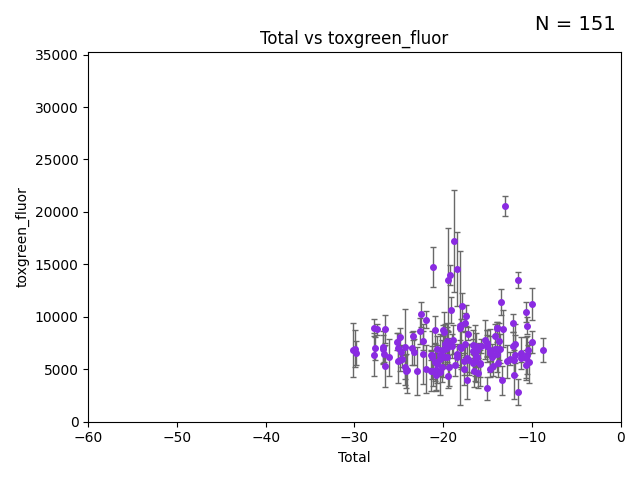 N = 151
Total vs toxgreen_fluor
35000
30000
25000
20000
15000
10000
5000
0
toxgreen_fluor
−60 −50 −40 −30 −20 −10 0
Total